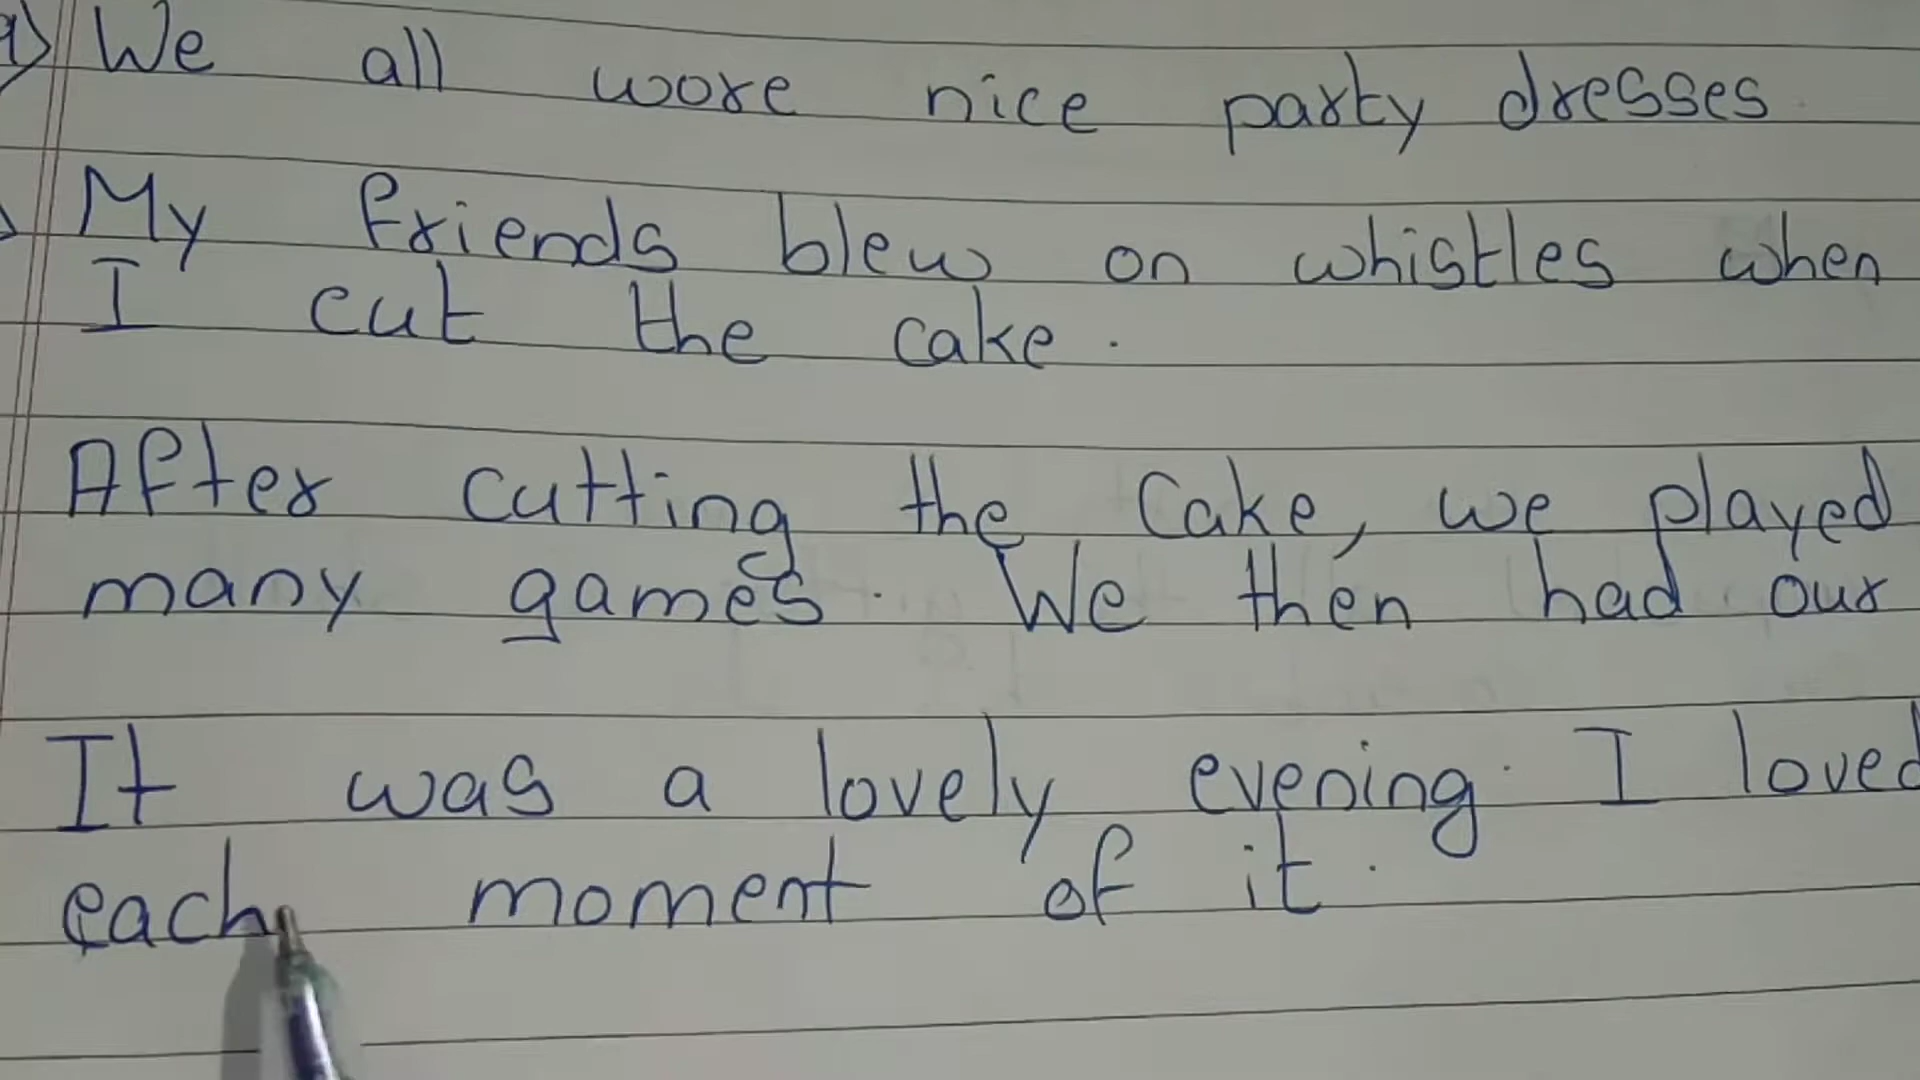 We all wore nice party dresses.
My friends blew on whistles when
I cut the cake.
After cutting the Cake, we played
many games. We then had our
It was a lovely evening. I loved
each moment of it.